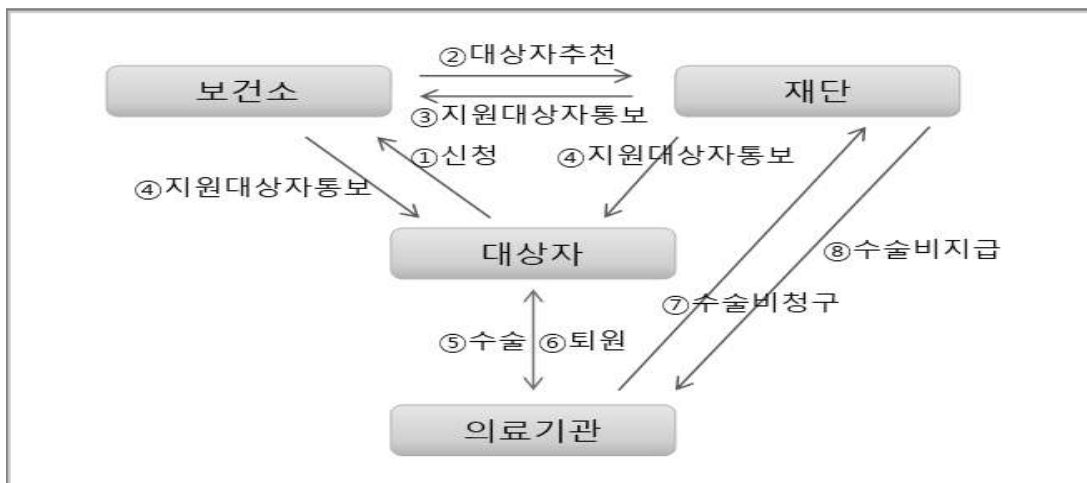 ②대상자추천
보건소
재단
③지원대상자통보
①신청
④지원대상자통보
④지원대상자통보
대상자
⑧수술비지급
⑦수술비청구
⑤수술
⑥퇴원
의료기관